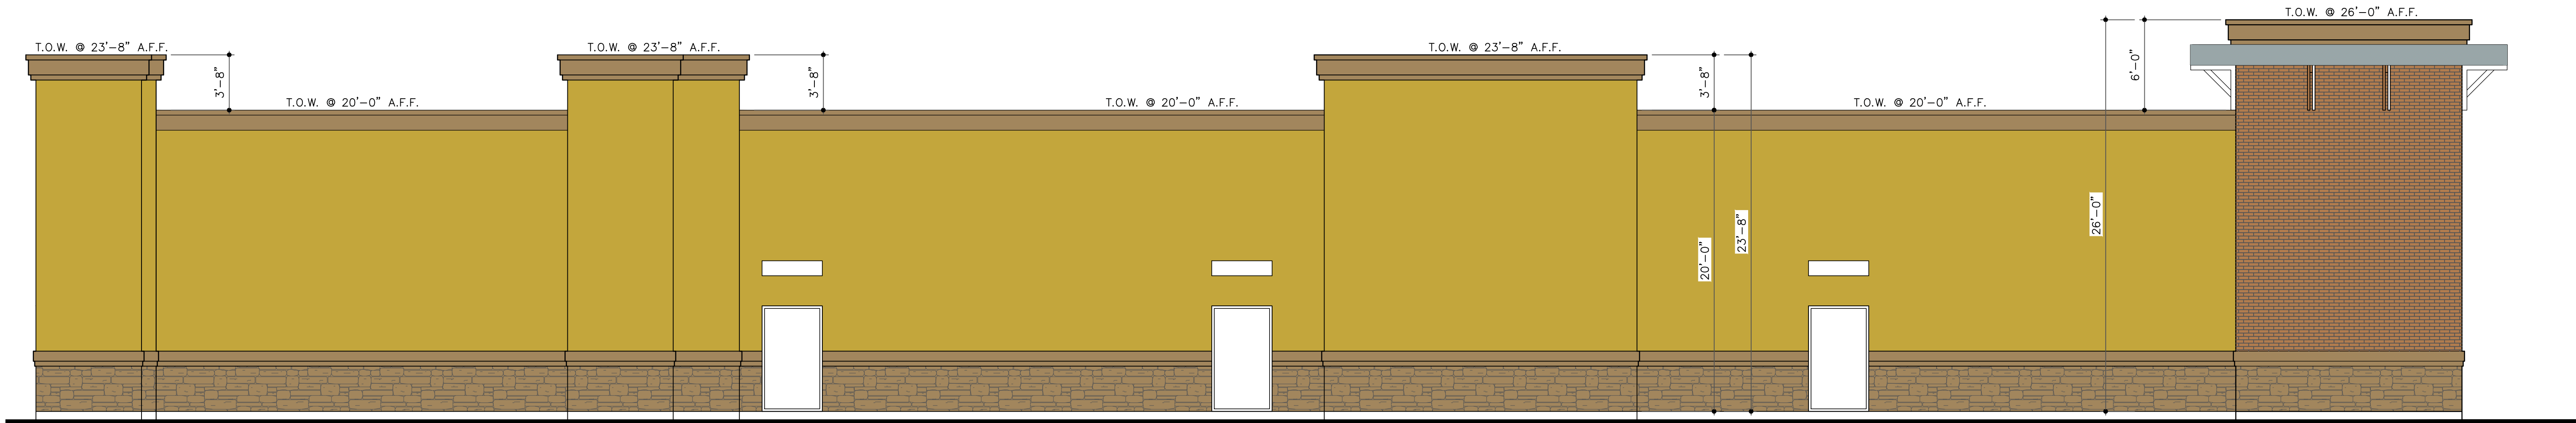 T.O.W. @ 26'-0" A.F.F.
T.O.W. @ 23'-8" A.F.F.
T.O.W. @ 23'-8" A.F.F.
T.O.W. @ 23'-8" A.F.F.
3'-8"
3'-8"
3'-8"
6'-0"
T.O.W. @ 20'-0" A.F.F.
T.O.W. @ 20'-0" A.F.F.
T.O.W. @ 20'-0" A.F.F.
20'-0"
23'-8"
26'-0"